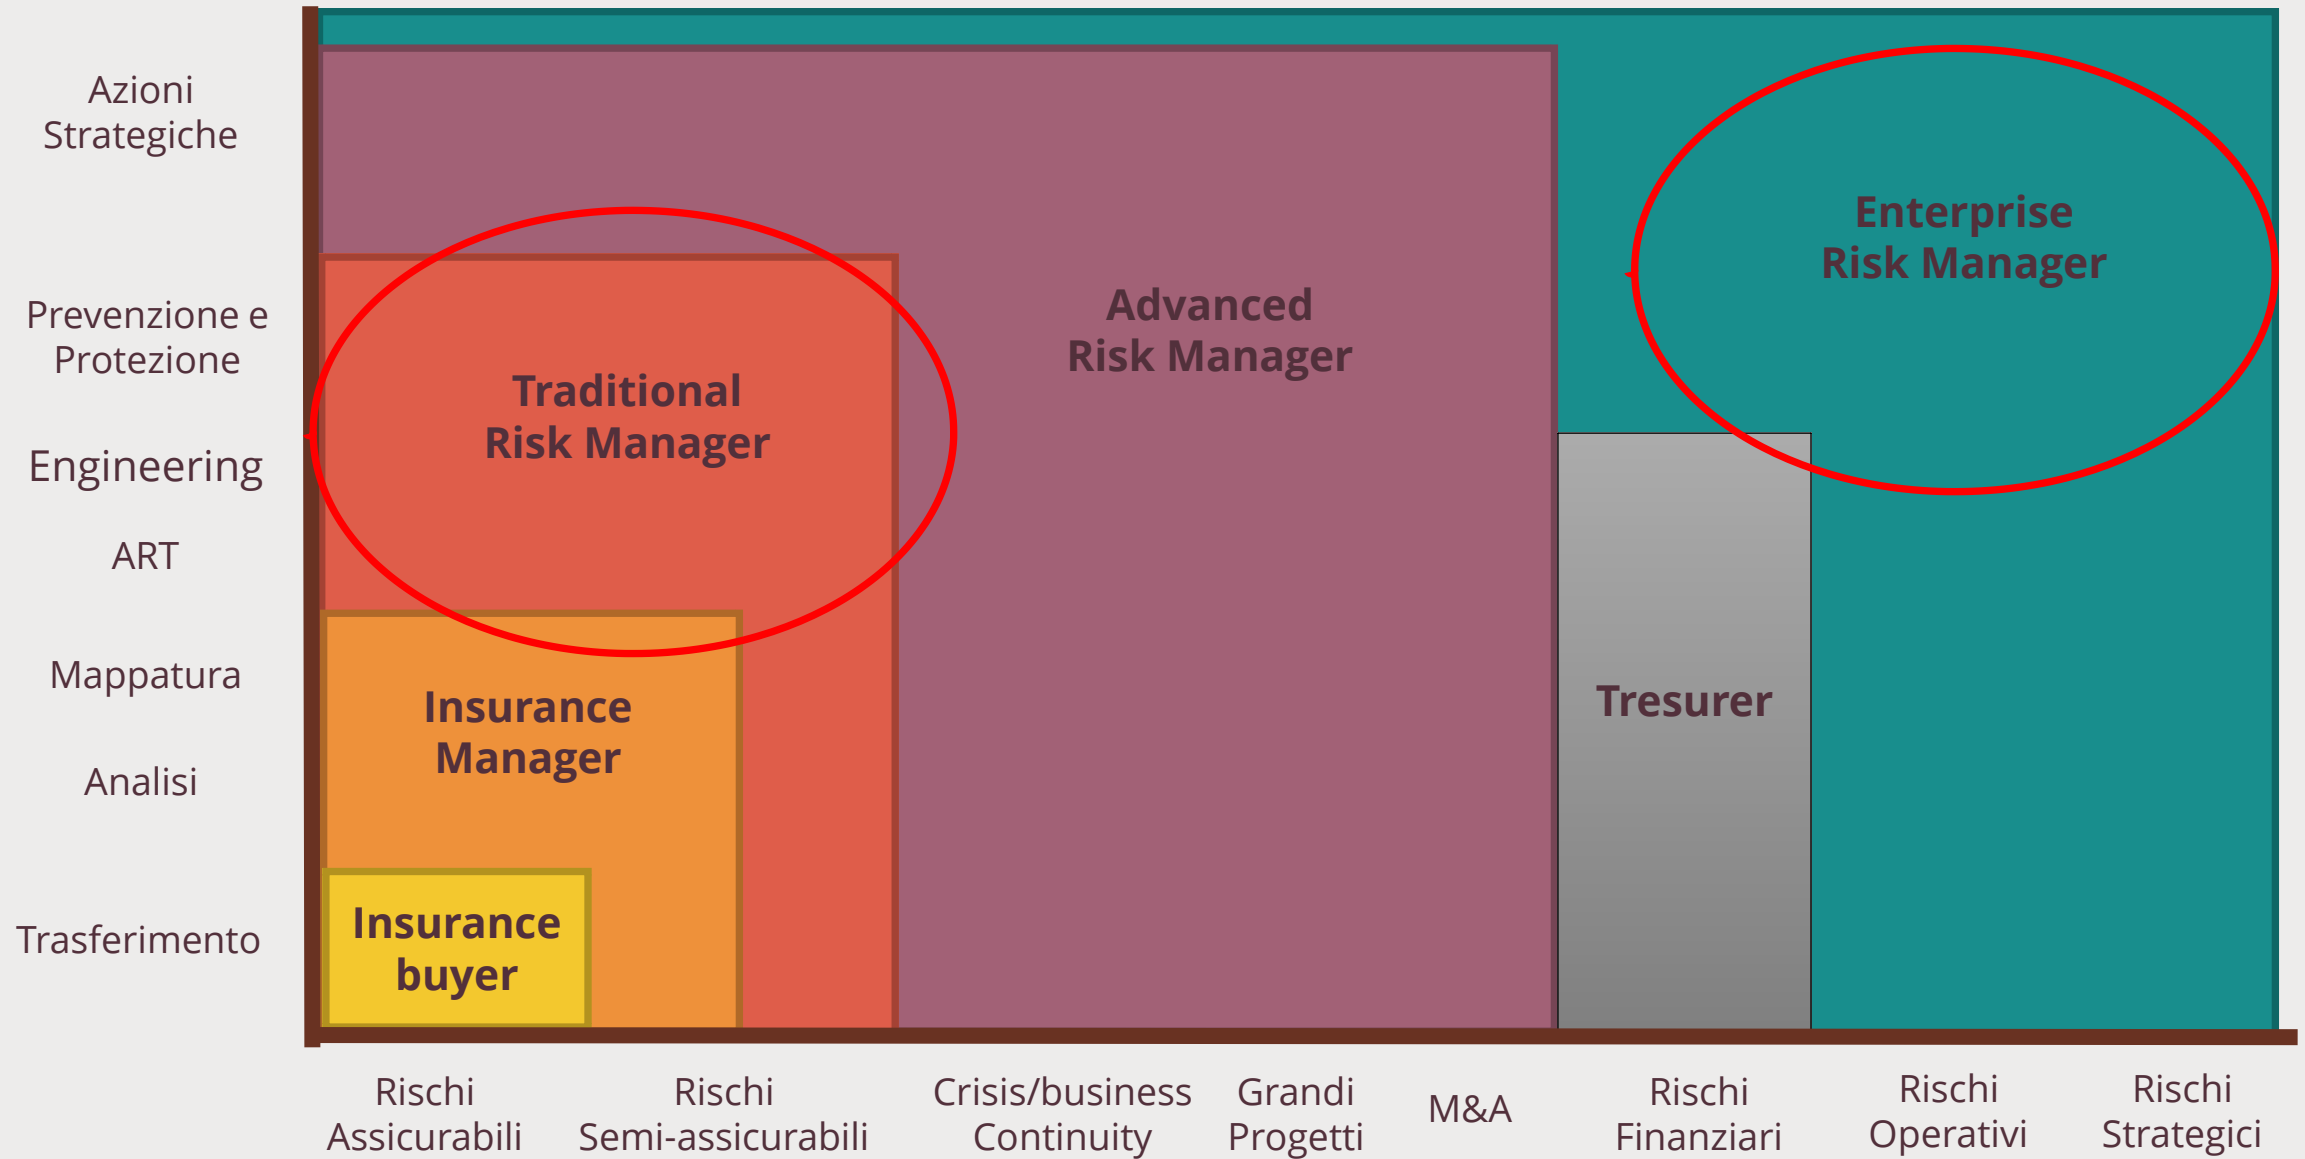 Azioni
Strategiche
Prevenzione e
Protezione
Engineering
ART
Mappatura
Analisi
Trasferimento
Enterprise
Risk Manager
Advanced
Risk Manager
Traditional
Risk Manager
Tresurer
Insurance
Manager
Insurance
buyer
Rischi
Assicurabili
Rischi
Semi-assicurabili
Crisis/business
Continuity
Grandi
Progetti
M&A
Rischi
Finanziari
Rischi
Operativi
Rischi
Strategici